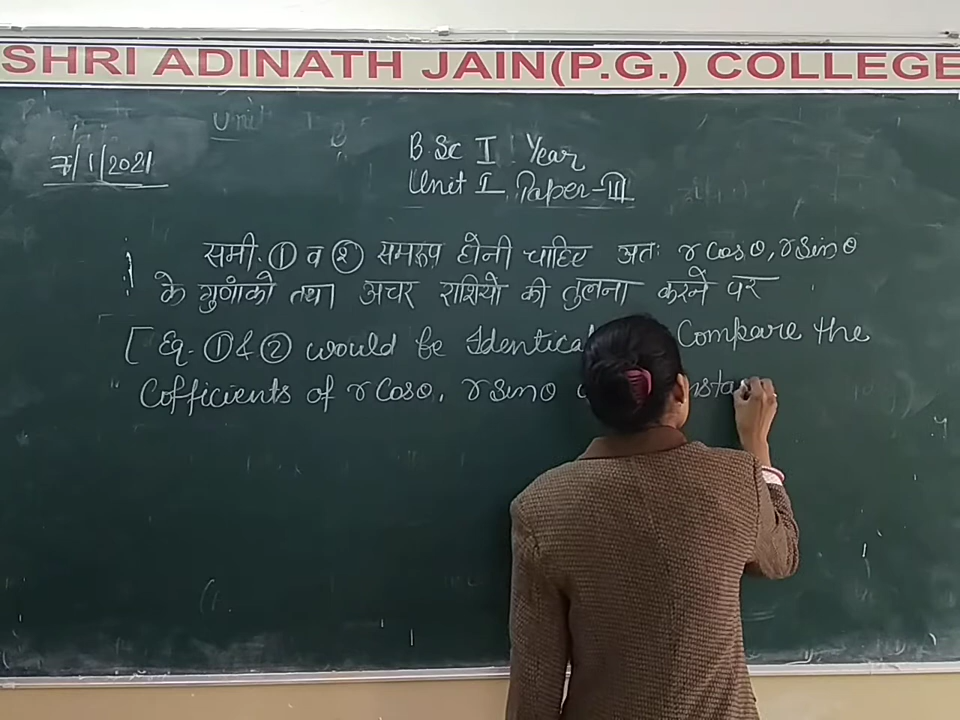 SHRI ADINATH JAIN(P.G.) COLLEGE
Unit
7/1/2021
B.Sc I Year
Unit I Paper-III
समी. ① व ② समरूप होनी चाहिए अतः r cosθ, r sinθ
के गुणांको तथा अचर राशियो की तुलना करने पर
[ Eq. ① & ② would be Identical Compare the
Cofficients of r Cosθ, r sinθ